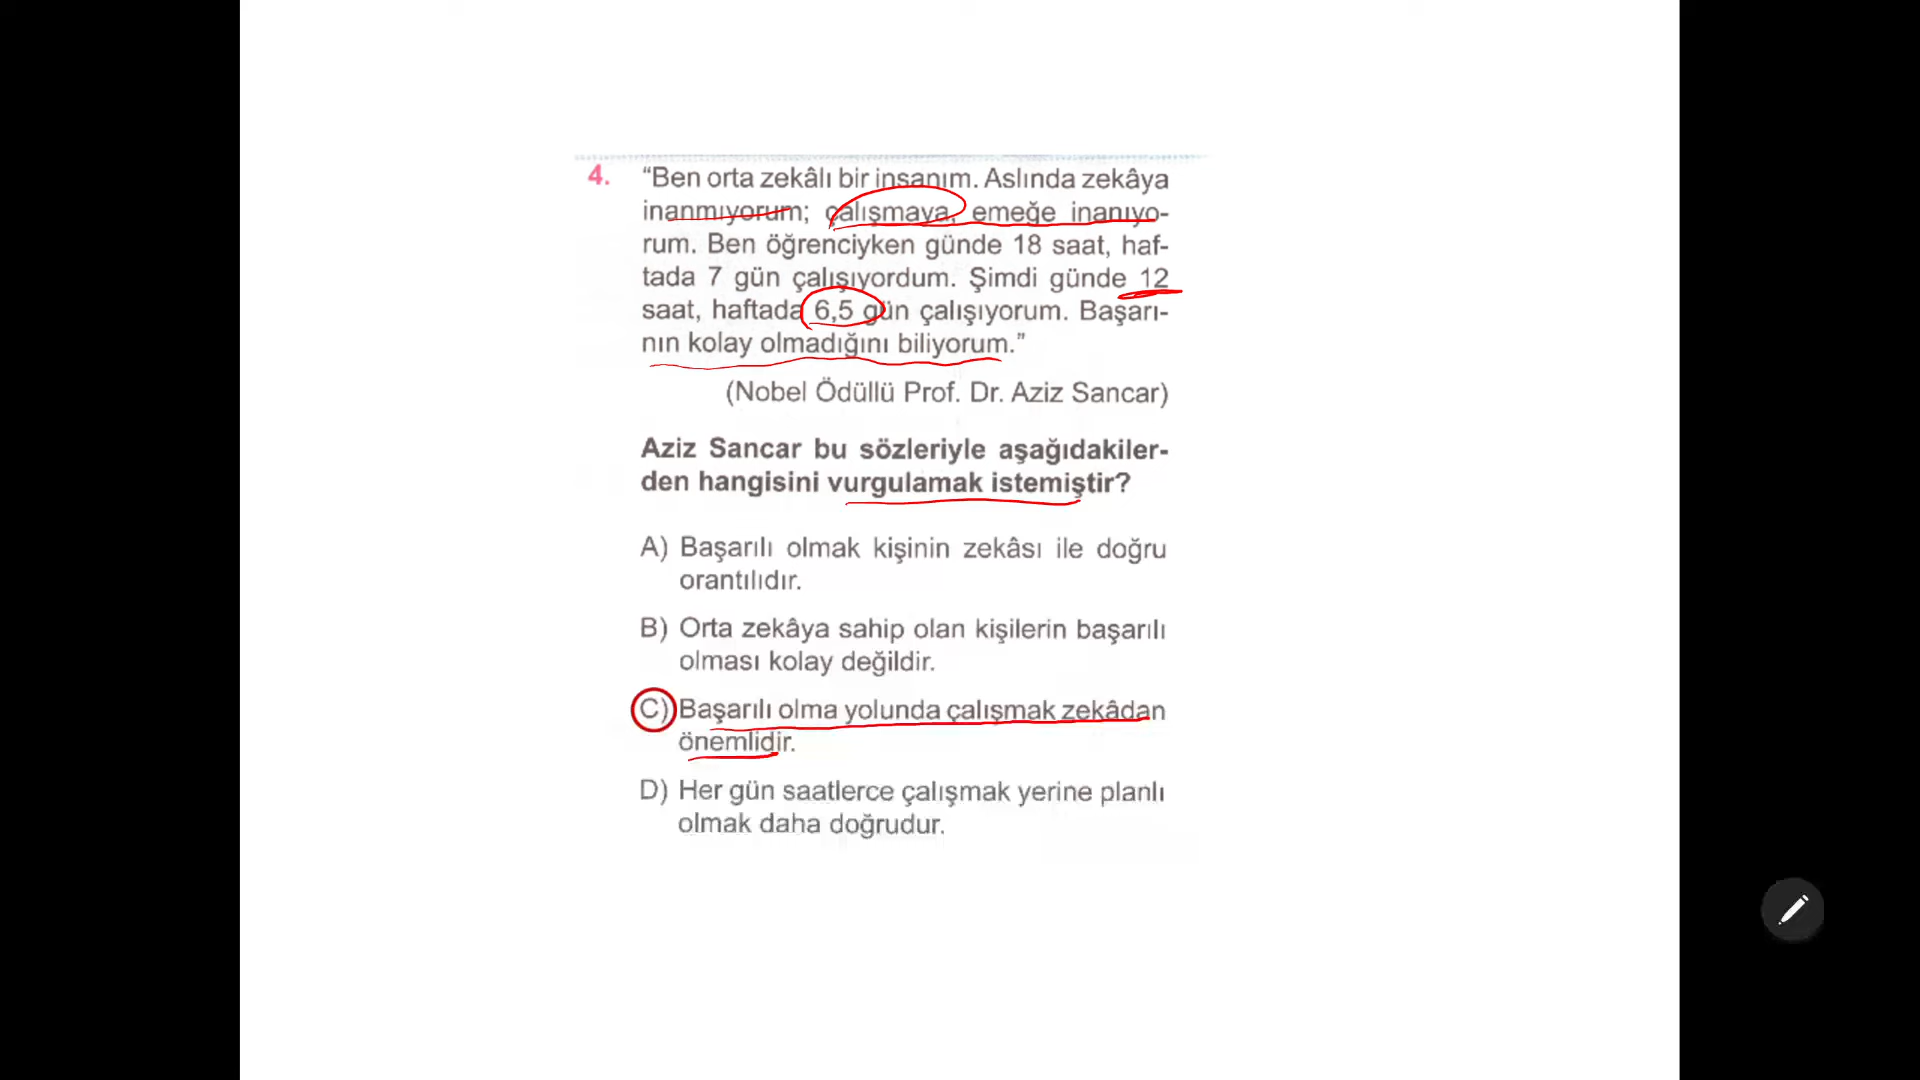 4. “Ben orta zekâlı bir insanım. Aslında zekâya
inanmıyorum; çalışmaya, emeğe inanıyo-
rum. Ben öğrenciyken günde 18 saat, haf-
tada 7 gün çalışıyordum. Şimdi günde 12
saat, haftada 6,5 gün çalışıyorum. Başarı-
nın kolay olmadığını biliyorum.”
(Nobel Ödüllü Prof. Dr. Aziz Sancar)
Aziz Sancar bu sözleriyle aşağıdakiler-
den hangisini vurgulamak istemiştir?
A) Başarılı olmak kişinin zekâsı ile doğru
orantılıdır.
B) Orta zekâya sahip olan kişilerin başarılı
olması kolay değildir.
C) Başarılı olma yolunda çalışmak zekâdan
önemlidir.
D) Her gün saatlerce çalışmak yerine planlı
olmak daha doğrudur.